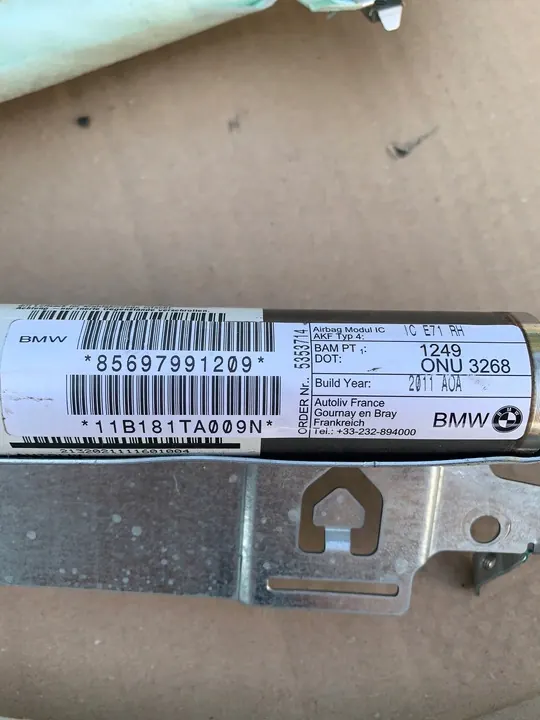 BMW
*85697991209*
*11B181TA009N*
2132021111601004
ORDER Nr. 5353714
Airbag Modul IC IC E71 RH
AKF Typ 4:
BAM PT 1: 1249
DOT: ONU 3268
Build Year: 2011 AOA
Autoliv France
Gournay en Bray
Frankreich
Tel.: +33-232-894000
BMW